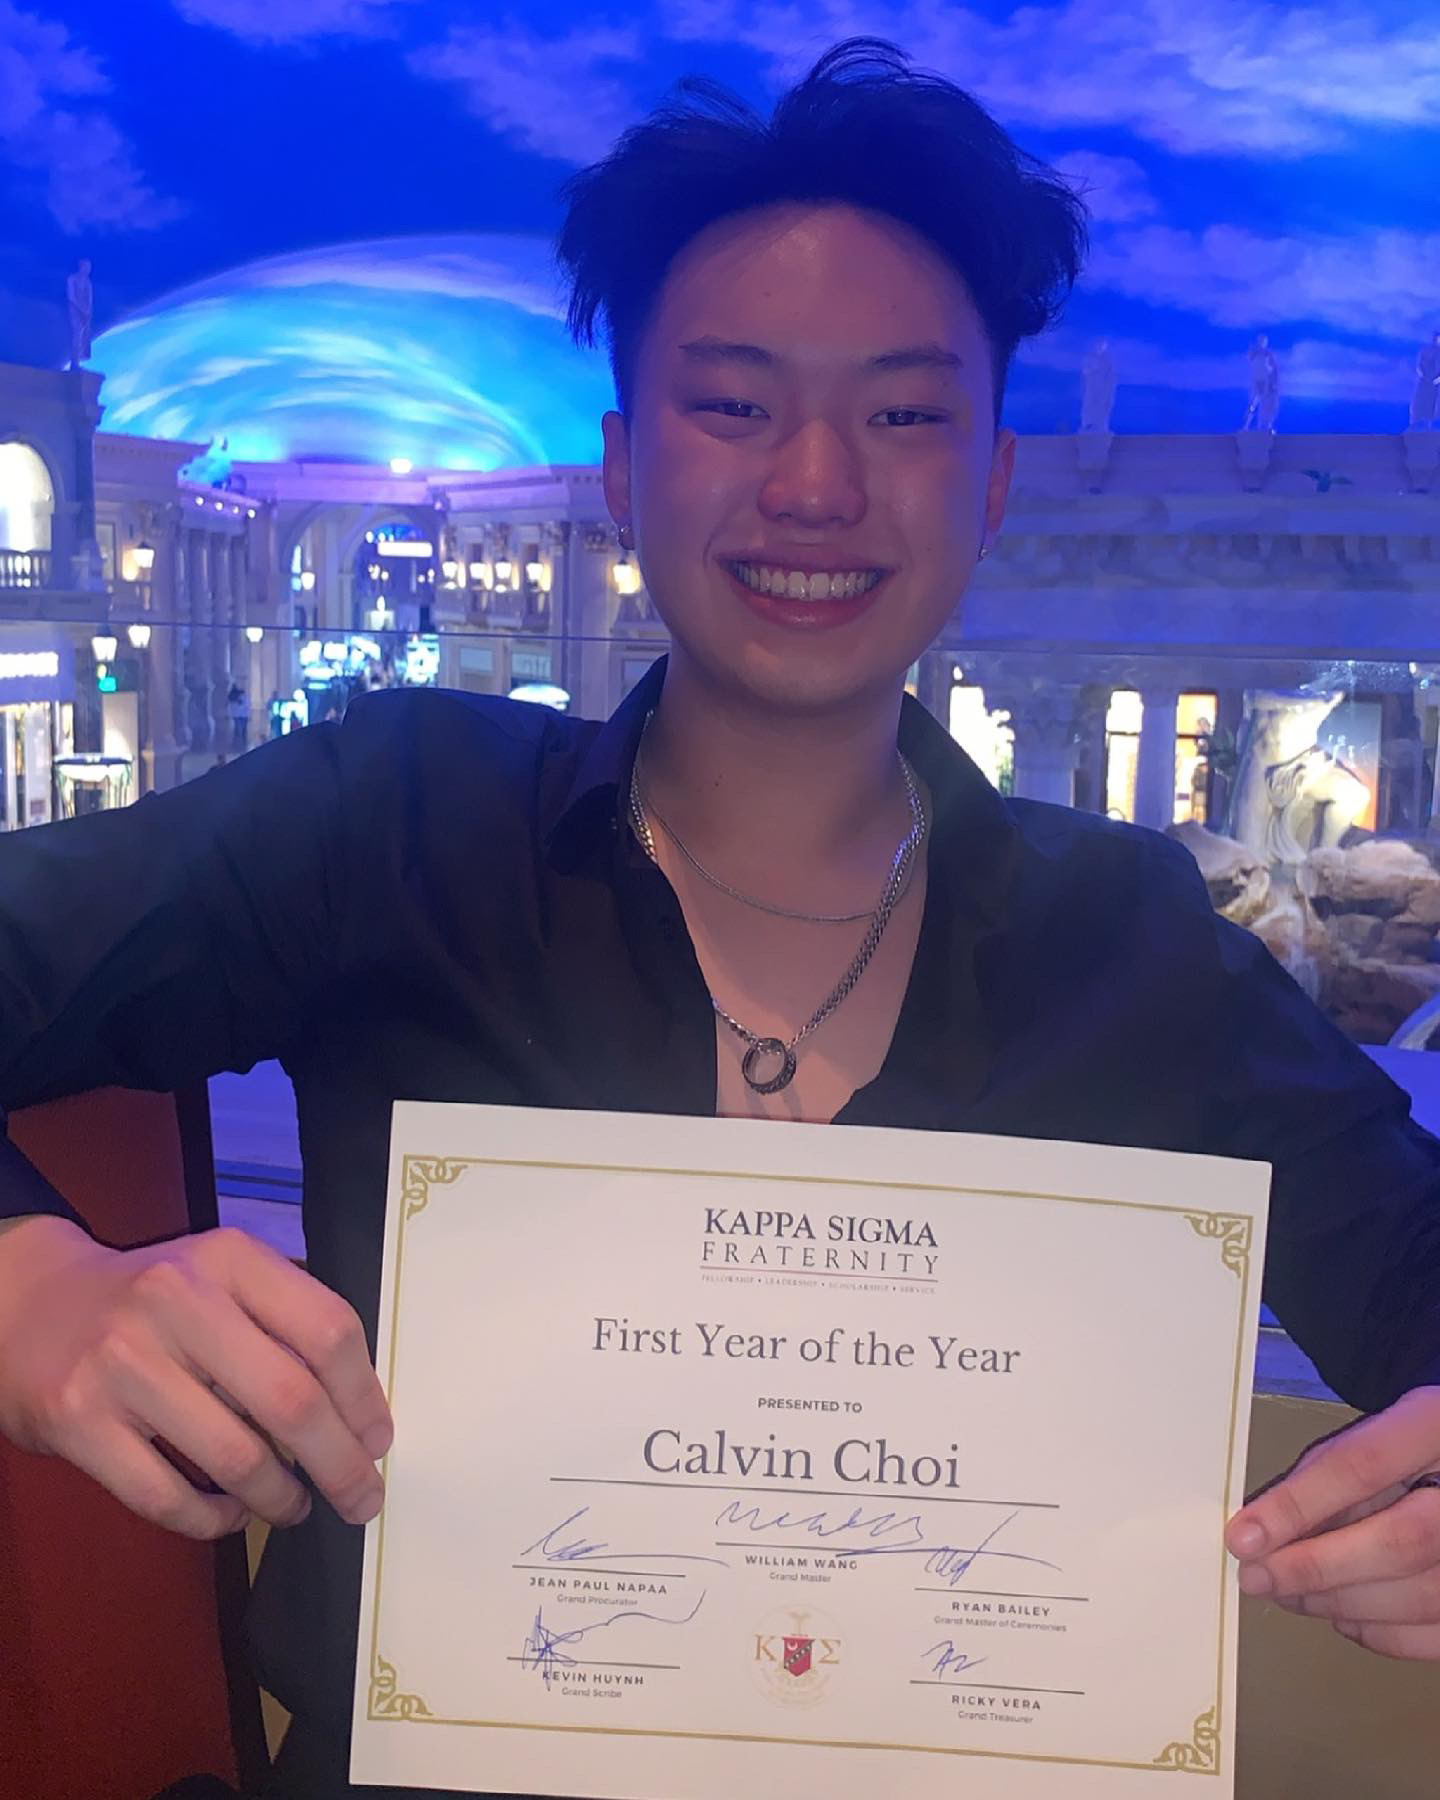 KAPPA SIGMA
FRATERNITY
FELLOWSHIP • LEADERSHIP • SCHOLARSHIP • SERVICE
First Year of the Year
PRESENTED TO
Calvin Choi
WILLIAM WANG
Grand Master
JEAN PAUL NAPAA
Grand Procurator
RYAN BAILEY
Grand Master of Ceremonies
KΣ
KEVIN HUYNH
Grand Scribe
RICKY VERA
Grand Treasurer